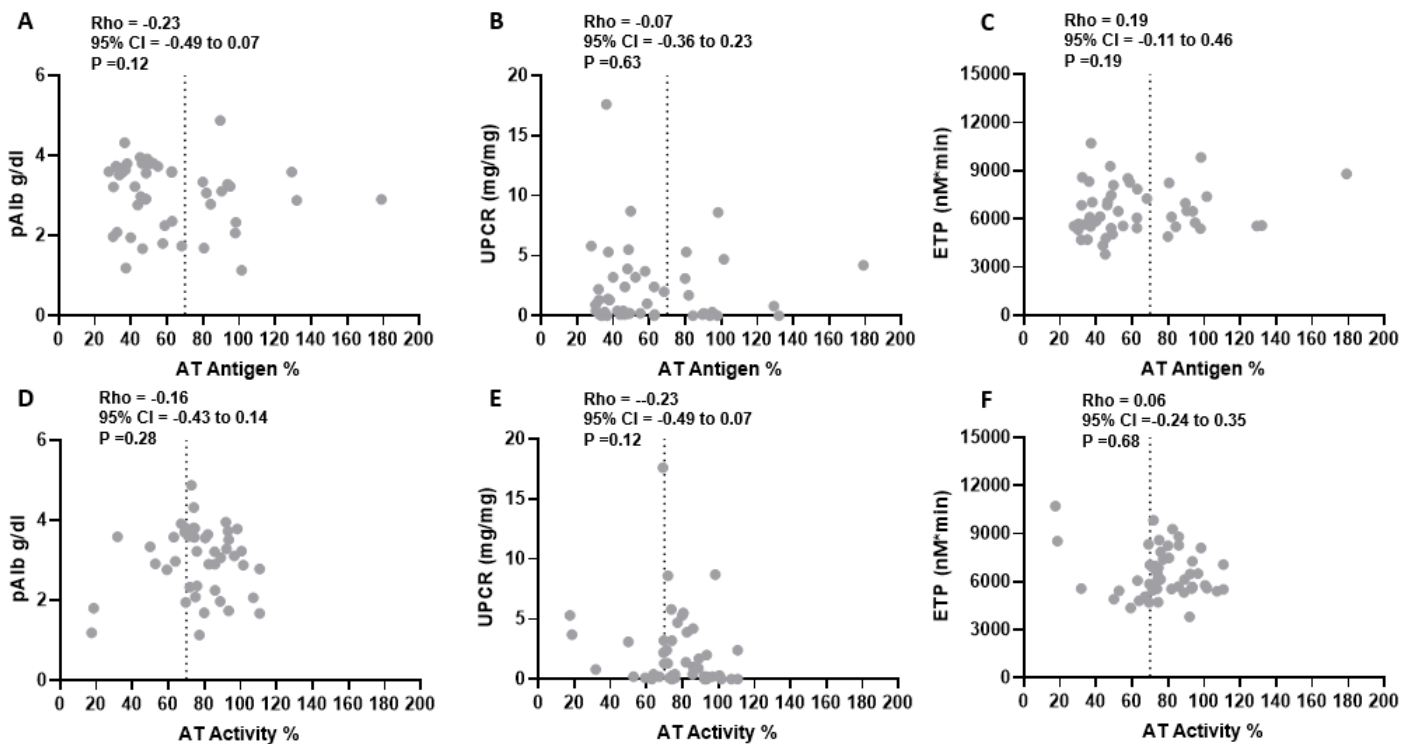 A
Rho = -0.23
95% CI = -0.49 to 0.07
P =0.12
6
4
2
0
pAlb g/dl
0 20 40 60 80 100 120 140 160 180 200
AT Antigen %
B
Rho = -0.07
95% CI = -0.36 to 0.23
P =0.63
20
15
10
5
0
UPCR (mg/mg)
0 20 40 60 80 100 120 140 160 180 200
AT Antigen %
C
Rho = 0.19
95% CI = -0.11 to 0.46
P =0.19
15000
12000
9000
6000
3000
0
ETP (nM*min)
0 20 40 60 80 100 120 140 160 180 200
AT Antigen %
D
Rho = -0.16
95% CI = -0.43 to 0.14
P =0.28
6
4
2
0
pAlb g/dl
0 20 40 60 80 100 120 140 160 180 200
AT Activity %
E
Rho = --0.23
95% CI = -0.49 to 0.07
P =0.12
20
15
10
5
0
UPCR (mg/mg)
0 20 40 60 80 100 120 140 160 180 200
AT Activity %
F
Rho = 0.06
95% CI =-0.24 to 0.35
P =0.68
15000
12000
9000
6000
3000
0
ETP (nM*min)
0 20 40 60 80 100 120 140 160 180 200
AT Activity %